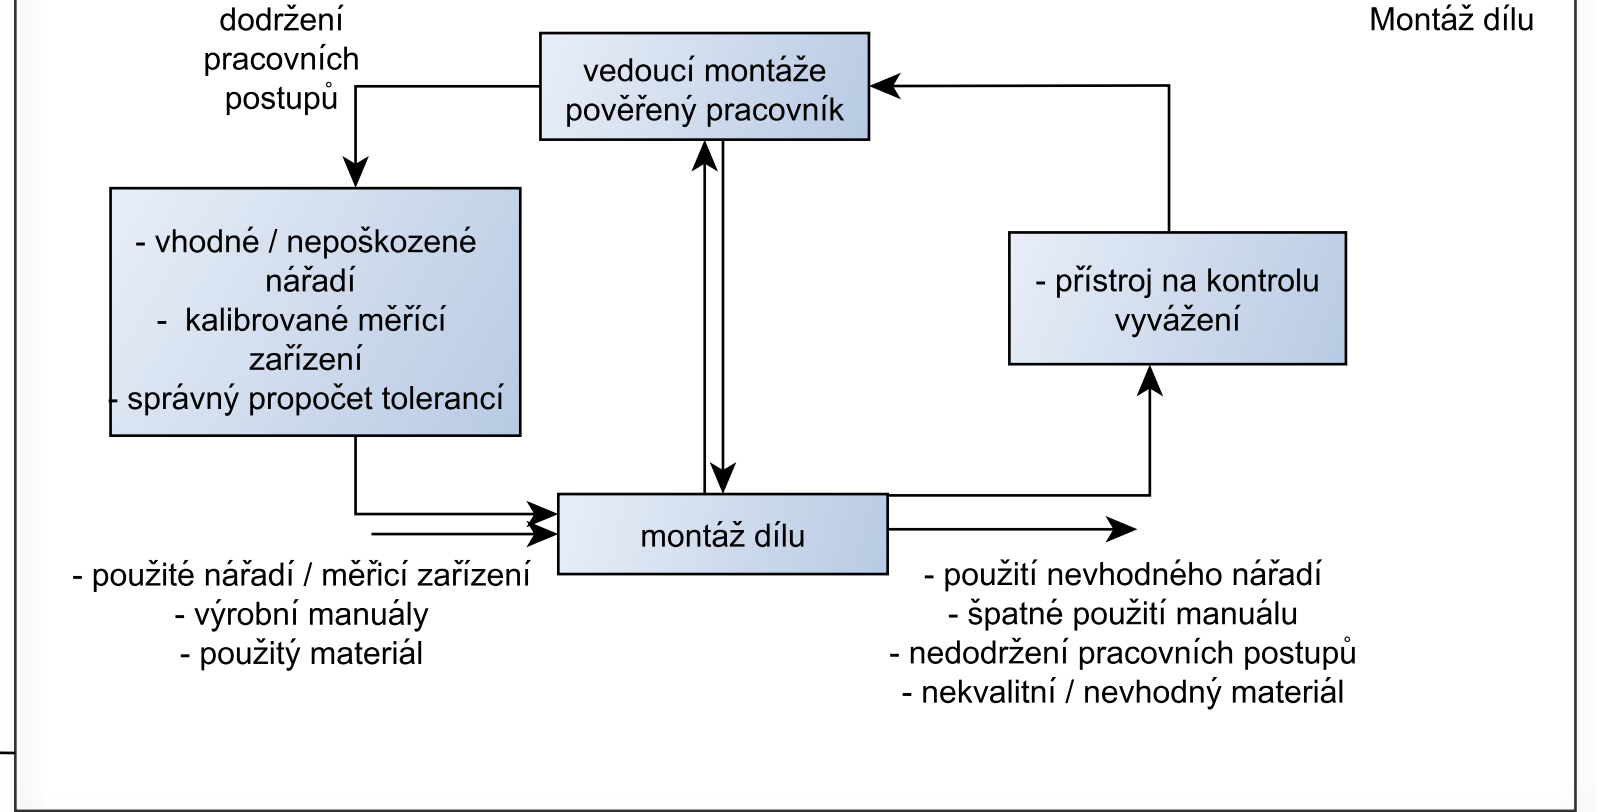 dodržení
pracovních
postupů
Montáž dílu
vedoucí montáže
pověřený pracovník
- vhodné / nepoškozené
nářadí
- kalibrované měřící
zařízení
- správný propočet tolerancí
- přístroj na kontrolu
vyvážení
montáž dílu
- použité nářadí / měřicí zařízení
- výrobní manuály
- použitý materiál
- použití nevhodného nářadí
- špatné použití manuálu
- nedodržení pracovních postupů
- nekvalitní / nevhodný materiál